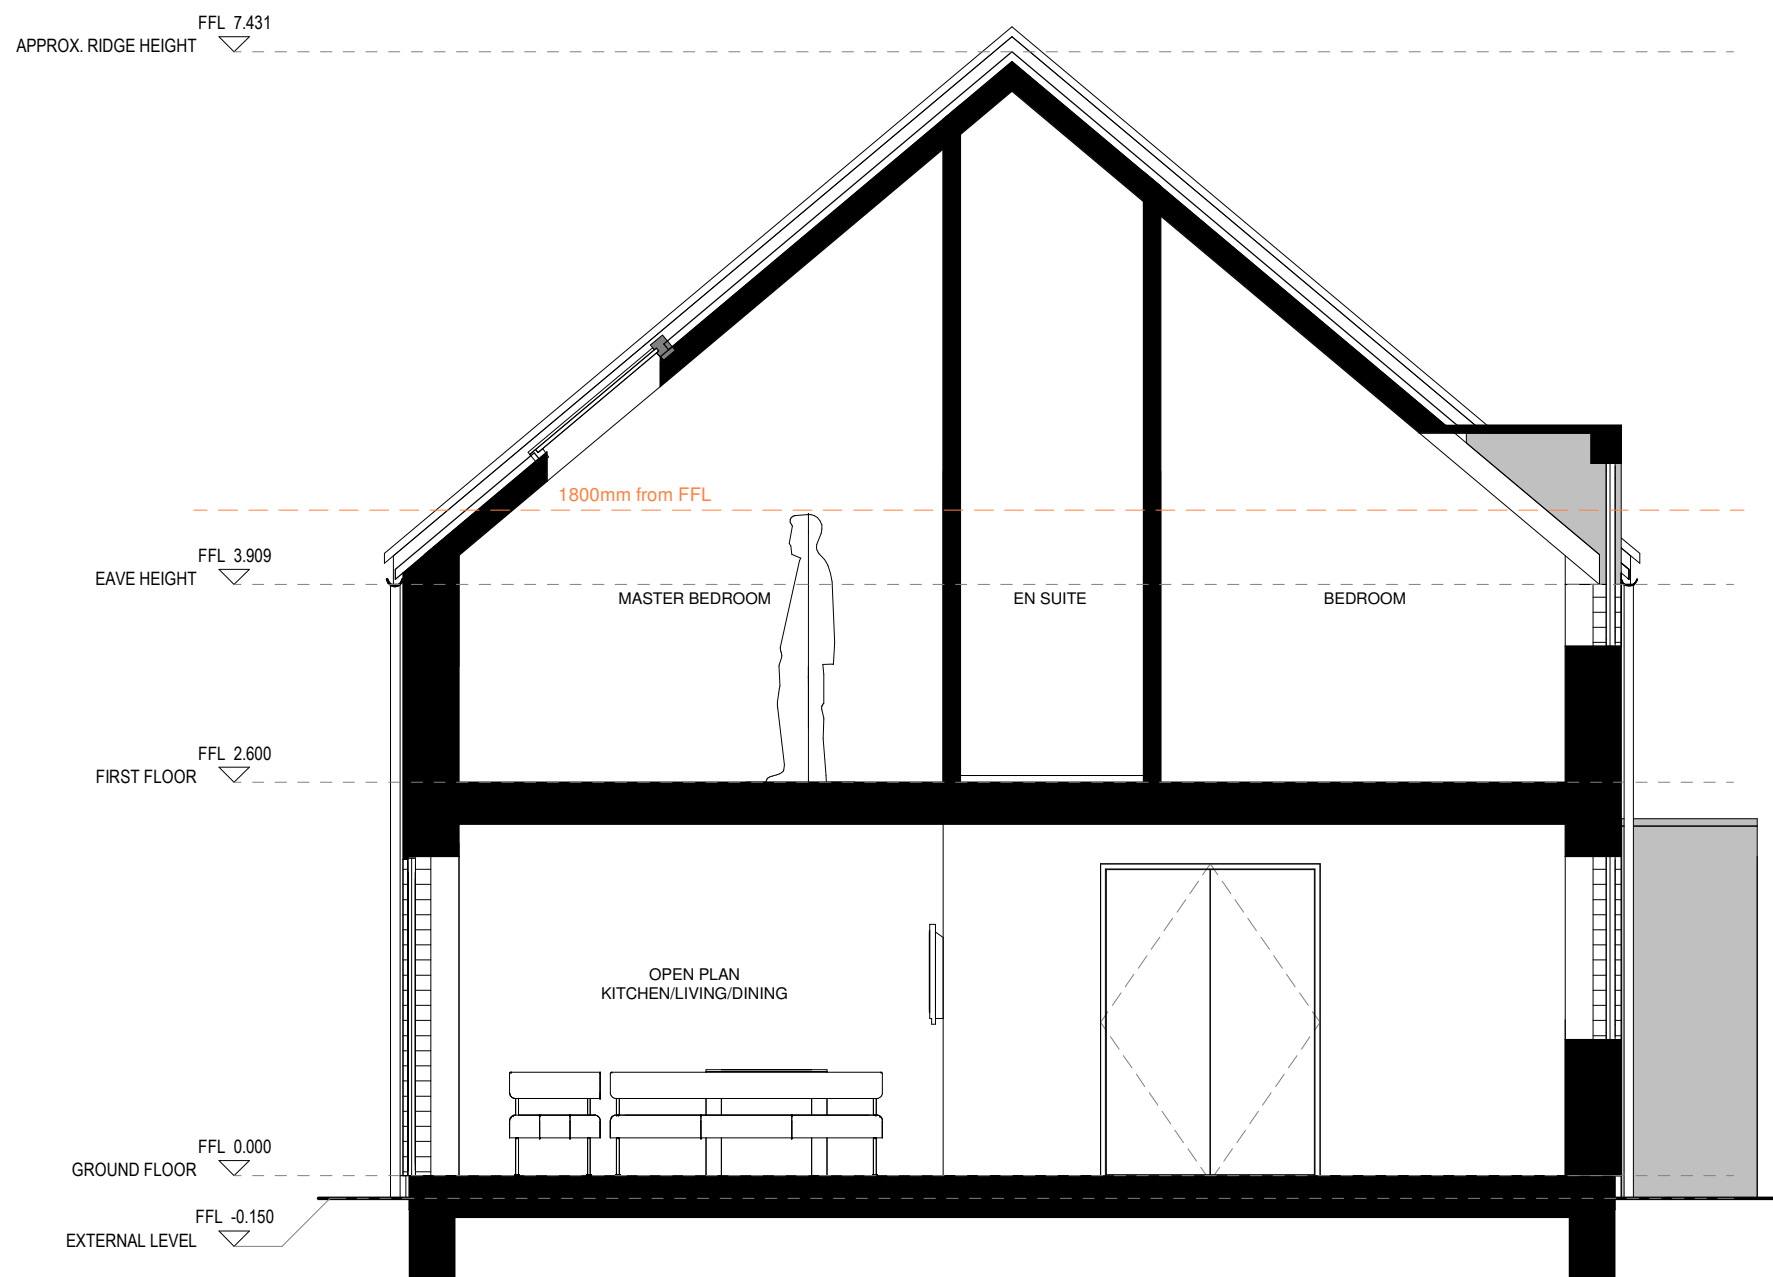 FFL 7.431
APPROX. RIDGE HEIGHT
1800mm from FFL
FFL 3.909
EAVE HEIGHT
MASTER BEDROOM
EN SUITE
BEDROOM
FFL 2.600
FIRST FLOOR
OPEN PLAN
KITCHEN/LIVING/DINING
FFL 0.000
GROUND FLOOR
FFL -0.150
EXTERNAL LEVEL